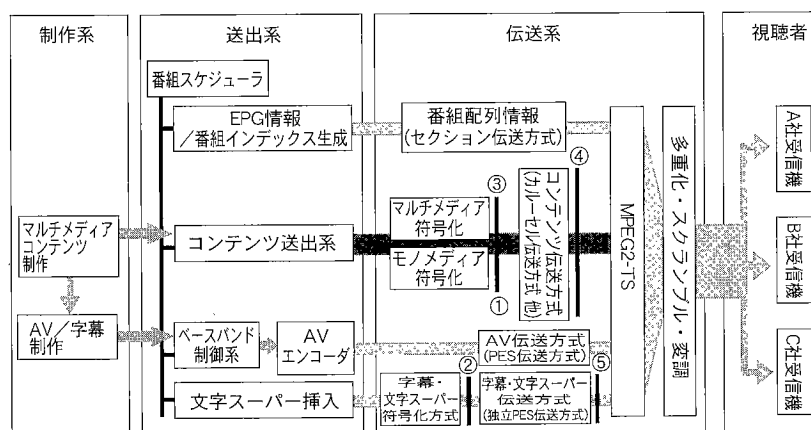 制作系
送出系
伝送系
視聴者
番組スケジューラ
EPG情報
／番組インデックス生成
番組配列情報
(セクション伝送方式)
マルチメディア
コンテンツ
制作
コンテンツ送出系
マルチメディア
符号化
モノメディア
符号化
③
①
コンテンツ伝送方式
(カルーセル伝送方式 他)
④
MPEG2-TS
多重化・スクランブル・変調
A社受信機
B社受信機
C社受信機
AV／字幕
制作
ベースバンド
制御系
AV
エンコーダ
AV伝送方式
(PES伝送方式)
文字スーパー挿入
字幕・
文字スーパー
符号化方式
②
字幕・文字スーパー
伝送方式
(独立PES伝送方式)
⑤